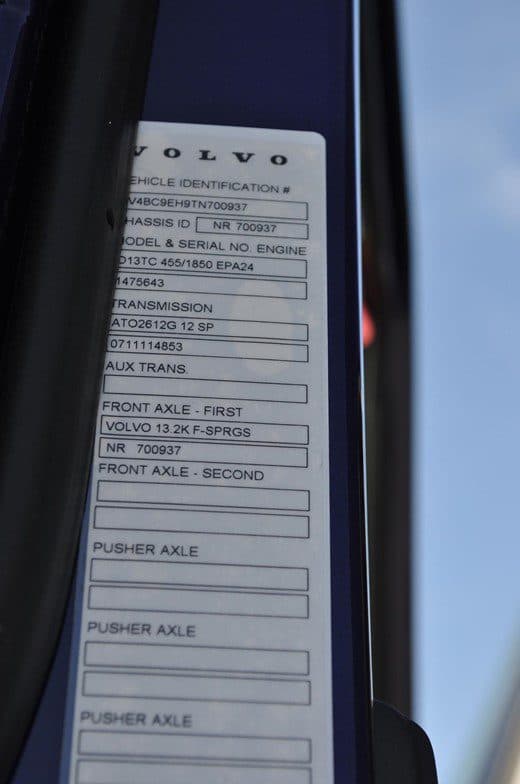 VOLVO
VEHICLE IDENTIFICATION #
V4BC9EH9TN700937
CHASSIS ID NR 700937
MODEL & SERIAL NO. ENGINE
D13TC 455/1850 EPA24
1475643
TRANSMISSION
ATO2612G 12 SP
0711114853
AUX TRANS.
FRONT AXLE - FIRST
VOLVO 13.2K F-SPRGS
NR 700937
FRONT AXLE - SECOND
PUSHER AXLE
PUSHER AXLE
PUSHER AXLE